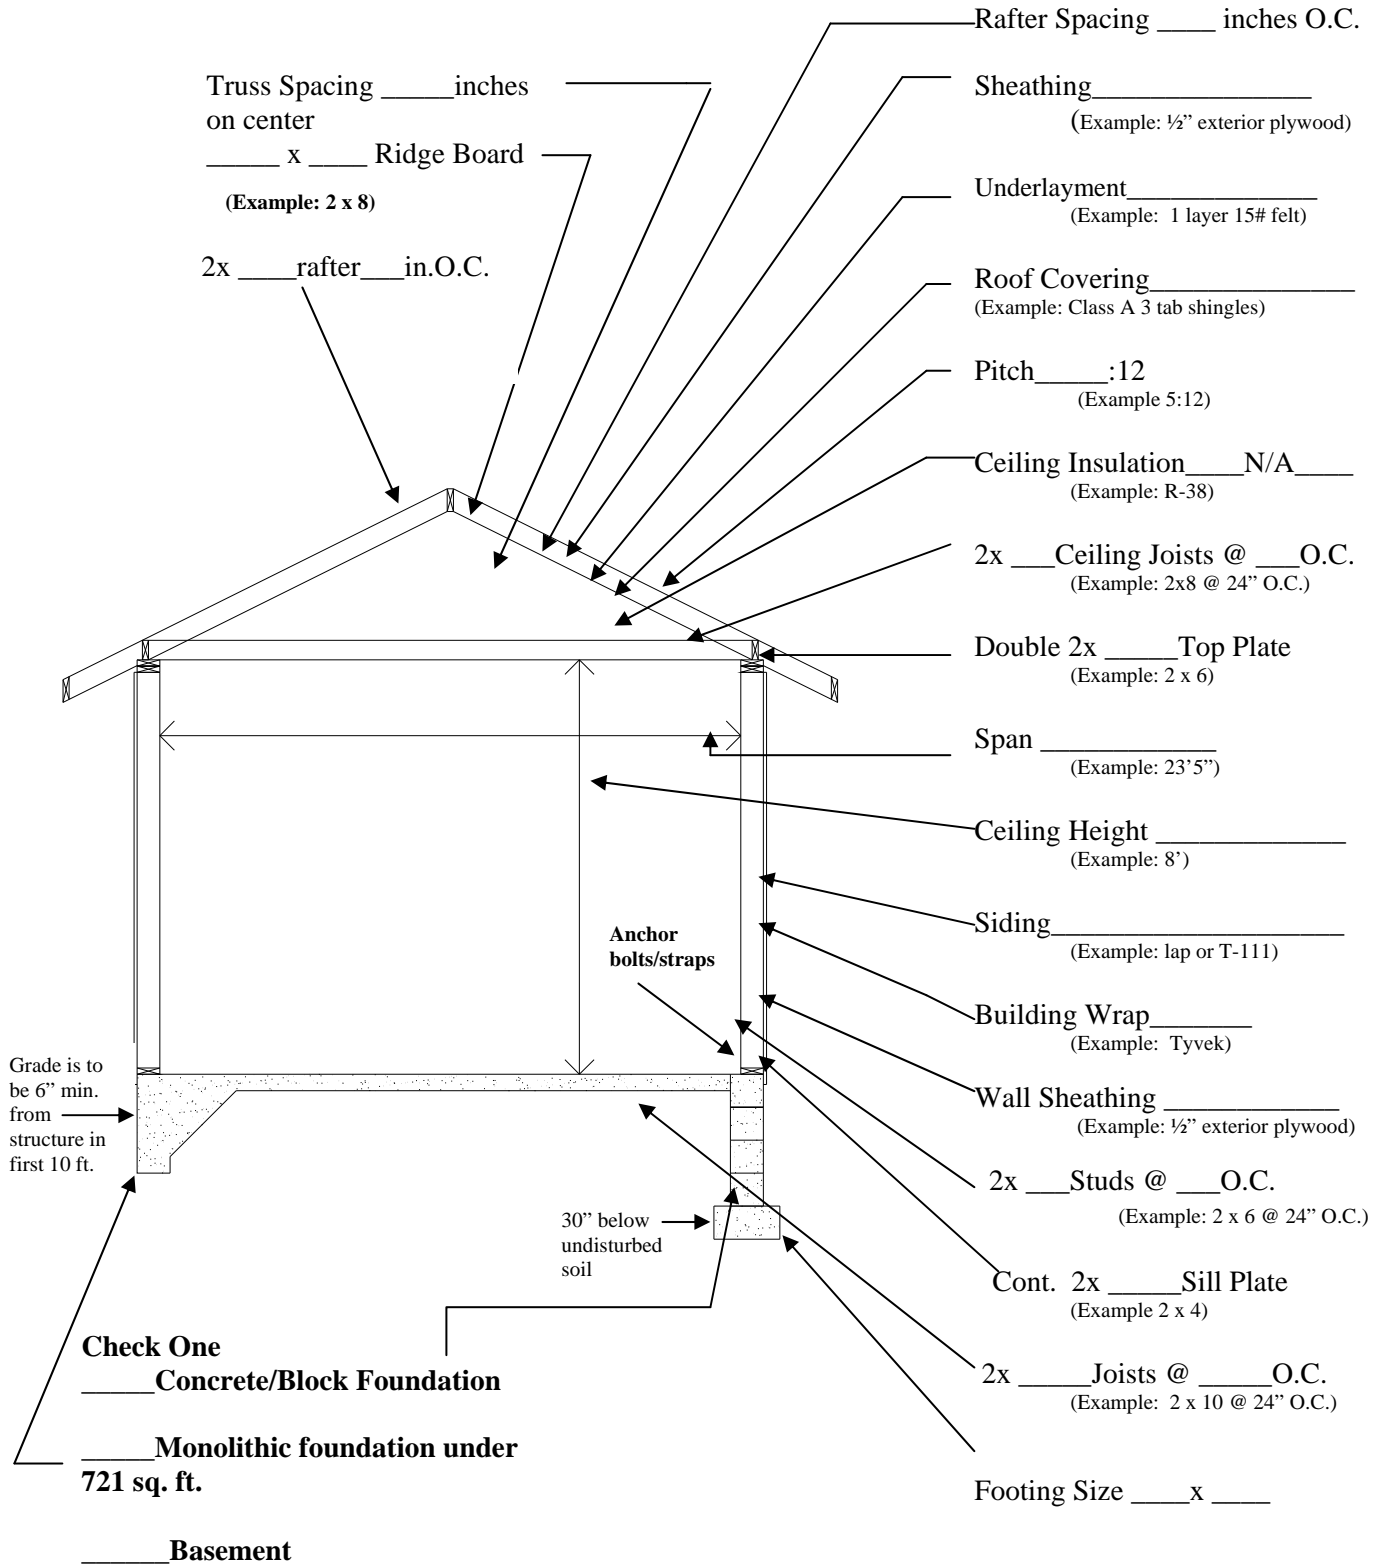 Rafter Spacing ____ inches O.C.
Truss Spacing _____inches
on center
_____ x ____ Ridge Board
(Example: 2 x 8)
2x ____rafter___in.O.C.
Sheathing_______________
(Example: ½” exterior plywood)
Underlayment_____________
(Example:  1 layer 15# felt)
Roof Covering______________
(Example: Class A 3 tab shingles)
Pitch_____:12
(Example 5:12)
Ceiling Insulation____N/A____
(Example: R-38)
2x ___Ceiling Joists @ ___O.C.
(Example: 2x8 @ 24” O.C.)
Double 2x _____Top Plate
(Example: 2 x 6)
Span ____________
(Example: 23’5”)
Ceiling Height _____________
(Example: 8’)
Siding____________________
(Example: lap or T-111)
Anchor
bolts/straps
Building Wrap_______
(Example:  Tyvek)
Grade is to
be 6” min.
from
structure in
first 10 ft.
Wall Sheathing ____________
(Example: ½” exterior plywood)
2x ___Studs @ ___O.C.
(Example: 2 x 6 @ 24” O.C.)
30” below
undisturbed
soil
Cont.  2x _____Sill Plate
(Example 2 x 4)
2x _____Joists @ _____O.C.
(Example:  2 x 10 @ 24” O.C.)
Footing Size ____x ____
Check One
_____Concrete/Block Foundation
_____Monolithic foundation under
721 sq. ft.
______Basement